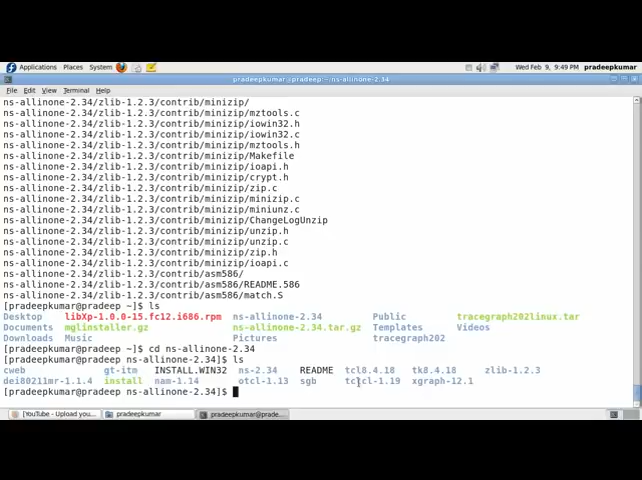 Applications Places System Wed Feb 9, 9:49 PM pradeepkumar
pradeepkumar@pradeep:~/ns-allinone-2.34
File Edit View Terminal Help
ns-allinone-2.34/zlib-1.2.3/contrib/minizip/
ns-allinone-2.34/zlib-1.2.3/contrib/minizip/mztools.c
ns-allinone-2.34/zlib-1.2.3/contrib/minizip/iowin32.h
ns-allinone-2.34/zlib-1.2.3/contrib/minizip/iowin32.c
ns-allinone-2.34/zlib-1.2.3/contrib/minizip/mztools.h
ns-allinone-2.34/zlib-1.2.3/contrib/minizip/Makefile
ns-allinone-2.34/zlib-1.2.3/contrib/minizip/ioapi.h
ns-allinone-2.34/zlib-1.2.3/contrib/minizip/crypt.h
ns-allinone-2.34/zlib-1.2.3/contrib/minizip/zip.c
ns-allinone-2.34/zlib-1.2.3/contrib/minizip/minizip.c
ns-allinone-2.34/zlib-1.2.3/contrib/minizip/miniunz.c
ns-allinone-2.34/zlib-1.2.3/contrib/minizip/ChangeLogUnzip
ns-allinone-2.34/zlib-1.2.3/contrib/minizip/unzip.h
ns-allinone-2.34/zlib-1.2.3/contrib/minizip/unzip.c
ns-allinone-2.34/zlib-1.2.3/contrib/minizip/zip.h
ns-allinone-2.34/zlib-1.2.3/contrib/minizip/ioapi.c
ns-allinone-2.34/zlib-1.2.3/contrib/asm586/
ns-allinone-2.34/zlib-1.2.3/contrib/asm586/README.586
ns-allinone-2.34/zlib-1.2.3/contrib/asm586/match.S
[pradeepkumar@pradeep ~]$ ls
Desktop libXp-1.0.0-15.fc12.i686.rpm ns-allinone-2.34 Public tracegraph202linux.tar
Documents mglinstaller.gz ns-allinone-2.34.tar.gz Templates Videos
Downloads Music Pictures tracegraph202
[pradeepkumar@pradeep ~]$ cd ns-allinone-2.34
[pradeepkumar@pradeep ns-allinone-2.34]$ ls
cweb gt-itm INSTALL.WIN32 ns-2.34 README tcl8.4.18 tk8.4.18 zlib-1.2.3
dei80211mr-1.1.4 install nam-1.14 otcl-1.13 sgb tclcl-1.19 xgraph-12.1
[pradeepkumar@pradeep ns-allinone-2.34]$
[YouTube - Upload you... pradeepkumar pradeepkumar@prade...